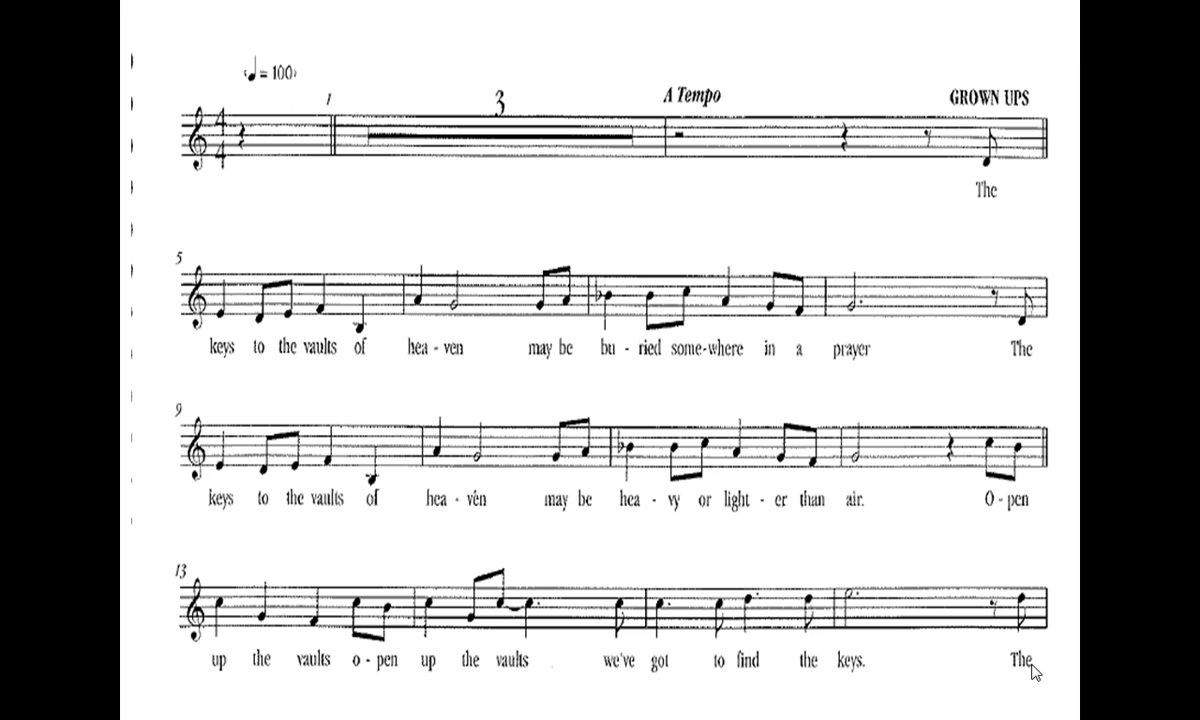 (♩ = 100)
1 3 A Tempo GROWN UPS
4
4
The
5
keys to the vaults of hea - ven may be bu - ried some-where in a prayer The
9
keys to the vaults of hea - ven may be hea - vy or light - er than air. O - pen
13
up the vaults o - pen up the vaults we've got to find the keys. The